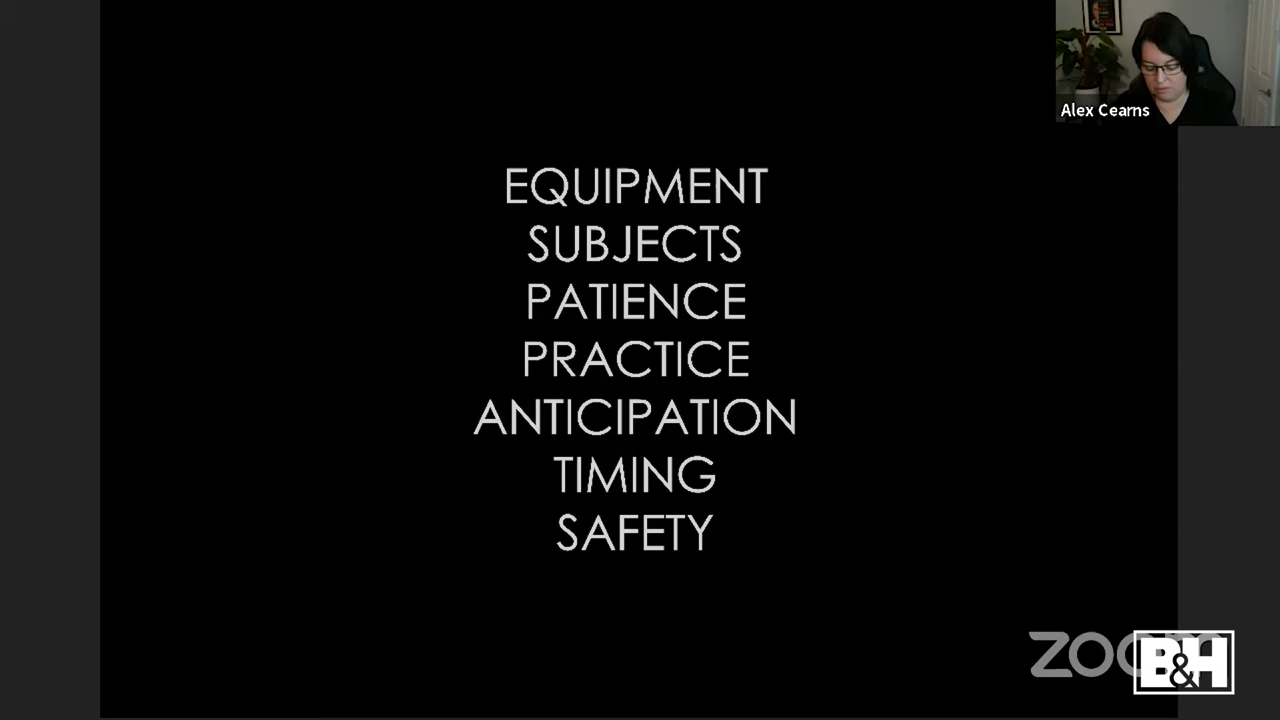 Alex Cearns
EQUIPMENT
SUBJECTS
PATIENCE
PRACTICE
ANTICIPATION
TIMING
SAFETY
zoom
B&H